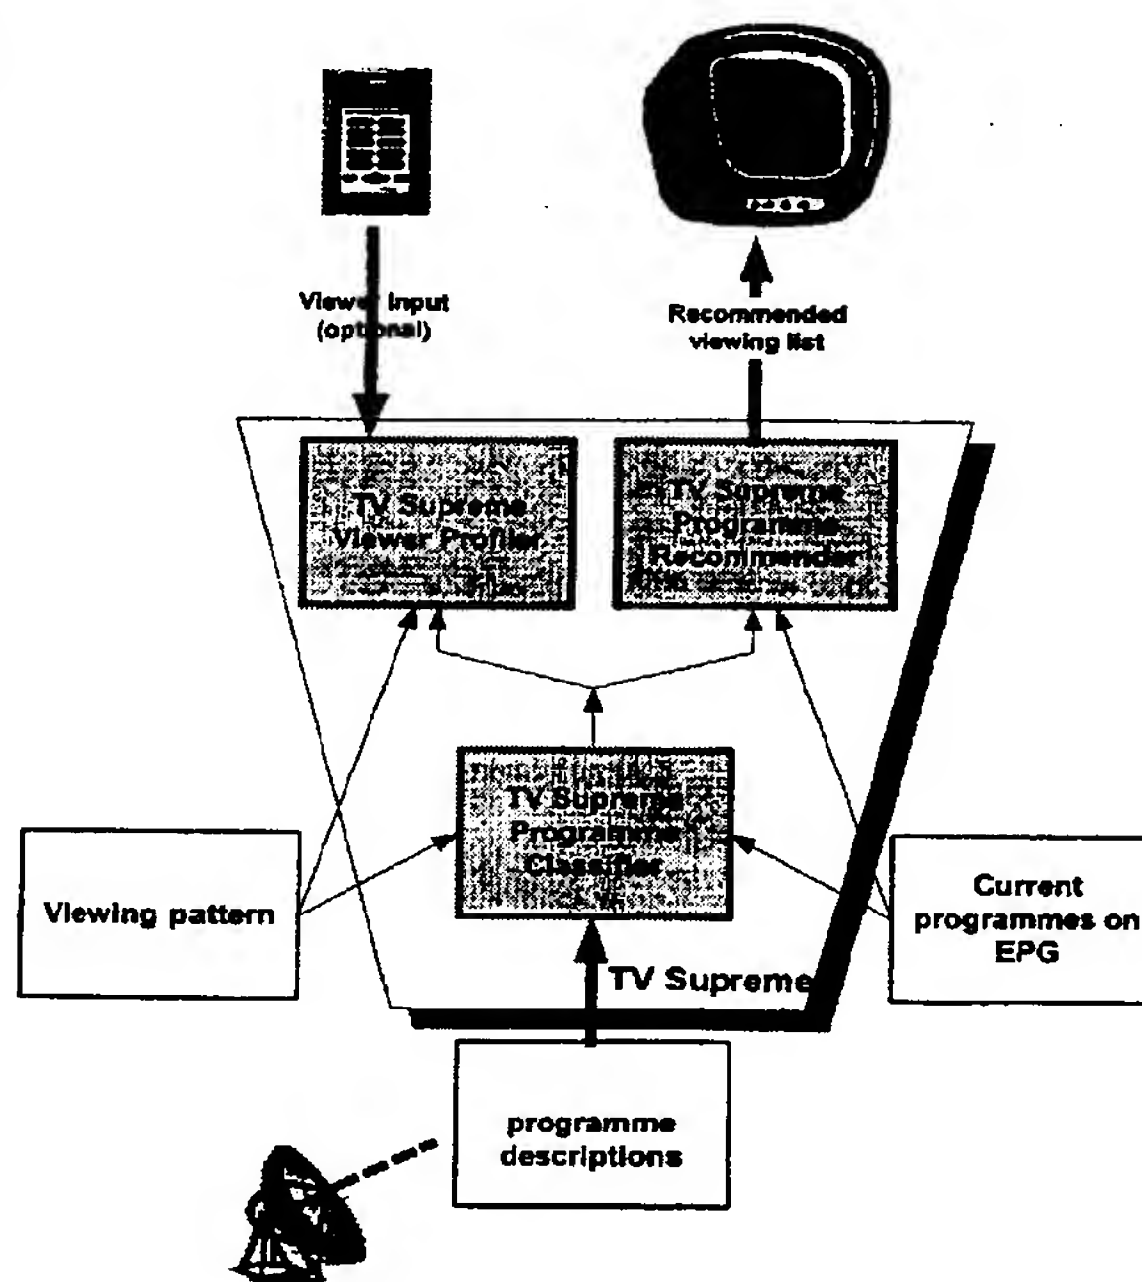 Viewer input
(optional)
Recommended
viewing list
TV Supreme
Viewer Profiler
TV Supreme
Programme
Recommender
TV Supreme
Programme
Classifier
Viewing pattern
Current
programmes on
EPG
TV Supreme
programme
descriptions